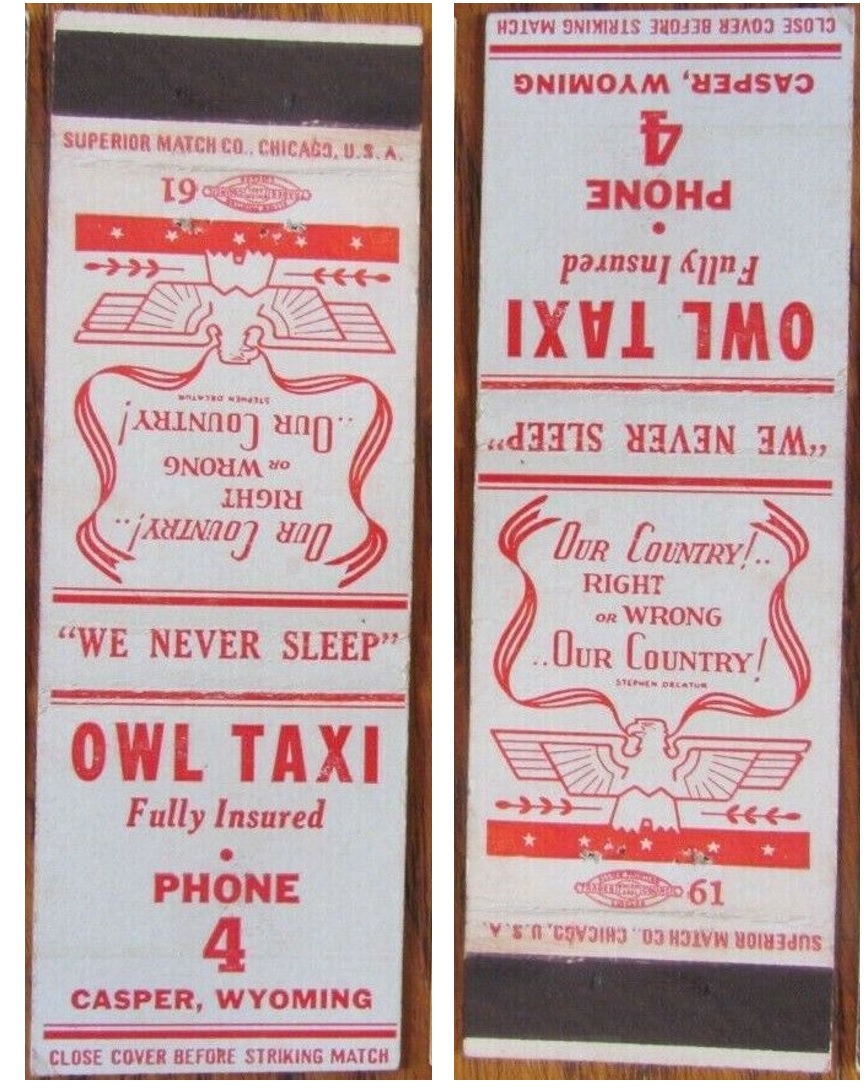 SUPERIOR MATCH CO., CHICAGO, U.S.A.
61
OUR COUNTRY!..
RIGHT
OR WRONG
..OUR COUNTRY!
STEPHEN DECATUR
"WE NEVER SLEEP"
OWL TAXI
Fully Insured
PHONE
4
CASPER, WYOMING
CLOSE COVER BEFORE STRIKING MATCH
CLOSE COVER BEFORE STRIKING MATCH
CASPER, WYOMING
4
PHONE
Fully Insured
OWL TAXI
"WE NEVER SLEEP"
OUR COUNTRY!..
RIGHT
OR WRONG
..OUR COUNTRY!
STEPHEN DECATUR
61
SUPERIOR MATCH CO., CHICAGO, U.S.A.